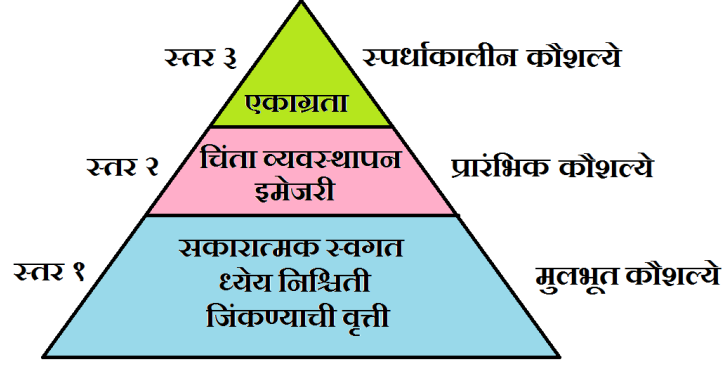 स्तर ३
स्पर्धाकालीन कौशल्ये
एकाग्रता
स्तर २
चिंता व्यवस्थापन
इमेजरी
प्रारंभिक कौशल्ये
स्तर १
सकारात्मक स्वगत
ध्येय निश्चिती
जिंकण्याची वृत्ती
मुलभूत कौशल्ये